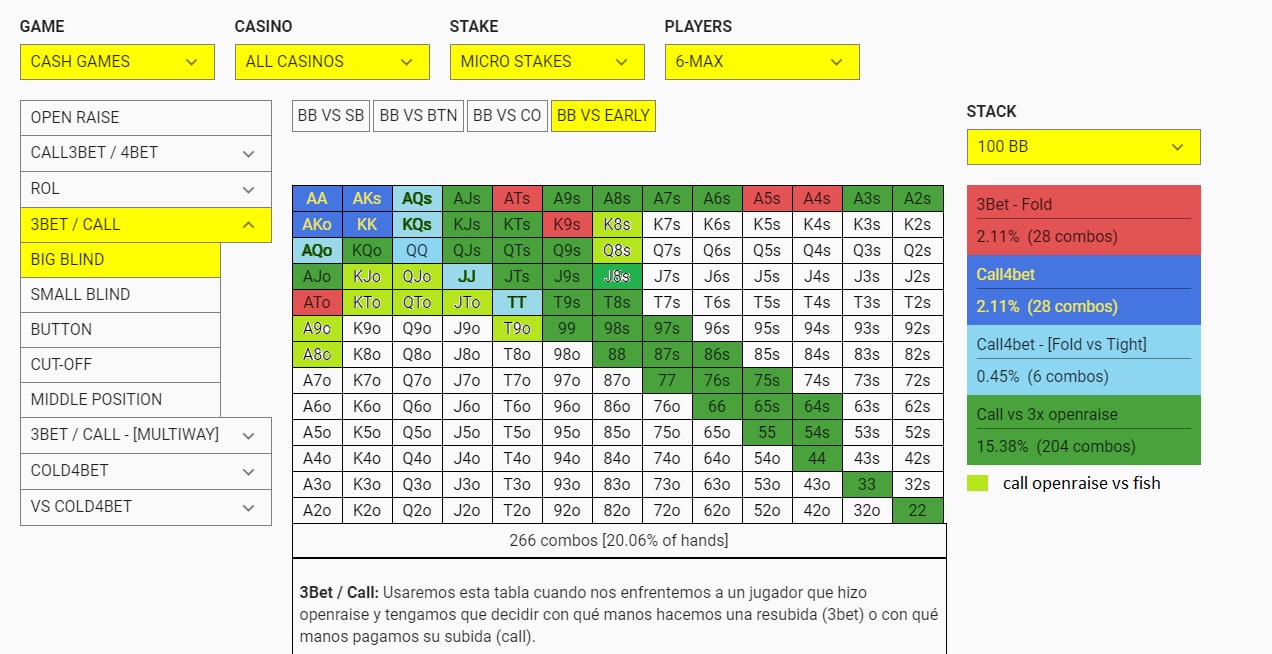 GAME CASINO STAKE PLAYERS
CASH GAMES ALL CASINOS MICRO STAKES 6-MAX
OPEN RAISE
CALL3BET / 4BET
ROL
3BET / CALL
BIG BLIND
SMALL BLIND
BUTTON
CUT-OFF
MIDDLE POSITION
3BET / CALL - [MULTIWAY]
COLD4BET
VS COLD4BET
BB VS SB BB VS BTN BB VS CO BB VS EARLY
AA AKs AQs AJs ATs A9s A8s A7s A6s A5s A4s A3s A2s
AKo KK KQs KJs KTs K9s K8s K7s K6s K5s K4s K3s K2s
AQo KQo QQ QJs QTs Q9s Q8s Q7s Q6s Q5s Q4s Q3s Q2s
AJo KJo QJo JJ JTs J9s J8s J7s J6s J5s J4s J3s J2s
ATo KTo QTo JTo TT T9s T8s T7s T6s T5s T4s T3s T2s
A9o K9o Q9o J9o T9o 99 98s 97s 96s 95s 94s 93s 92s
A8o K8o Q8o J8o T8o 98o 88 87s 86s 85s 84s 83s 82s
A7o K7o Q7o J7o T7o 97o 87o 77 76s 75s 74s 73s 72s
A6o K6o Q6o J6o T6o 96o 86o 76o 66 65s 64s 63s 62s
A5o K5o Q5o J5o T5o 95o 85o 75o 65o 55 54s 53s 52s
A4o K4o Q4o J4o T4o 94o 84o 74o 64o 54o 44 43s 42s
A3o K3o Q3o J3o T3o 93o 83o 73o 63o 53o 43o 33 32s
A2o K2o Q2o J2o T2o 92o 82o 72o 62o 52o 42o 32o 22
266 combos [20.06% of hands]
3Bet / Call: Usaremos esta tabla cuando nos enfrentemos a un jugador que hizo
openraise y tengamos que decidir con qué manos hacemos una resubida (3bet) o con qué
manos pagamos su subida (call).
STACK
100 BB
3Bet - Fold
2.11% (28 combos)
Call4bet
2.11% (28 combos)
Call4bet - [Fold vs Tight]
0.45% (6 combos)
Call vs 3x openraise
15.38% (204 combos)
call openraise vs fish